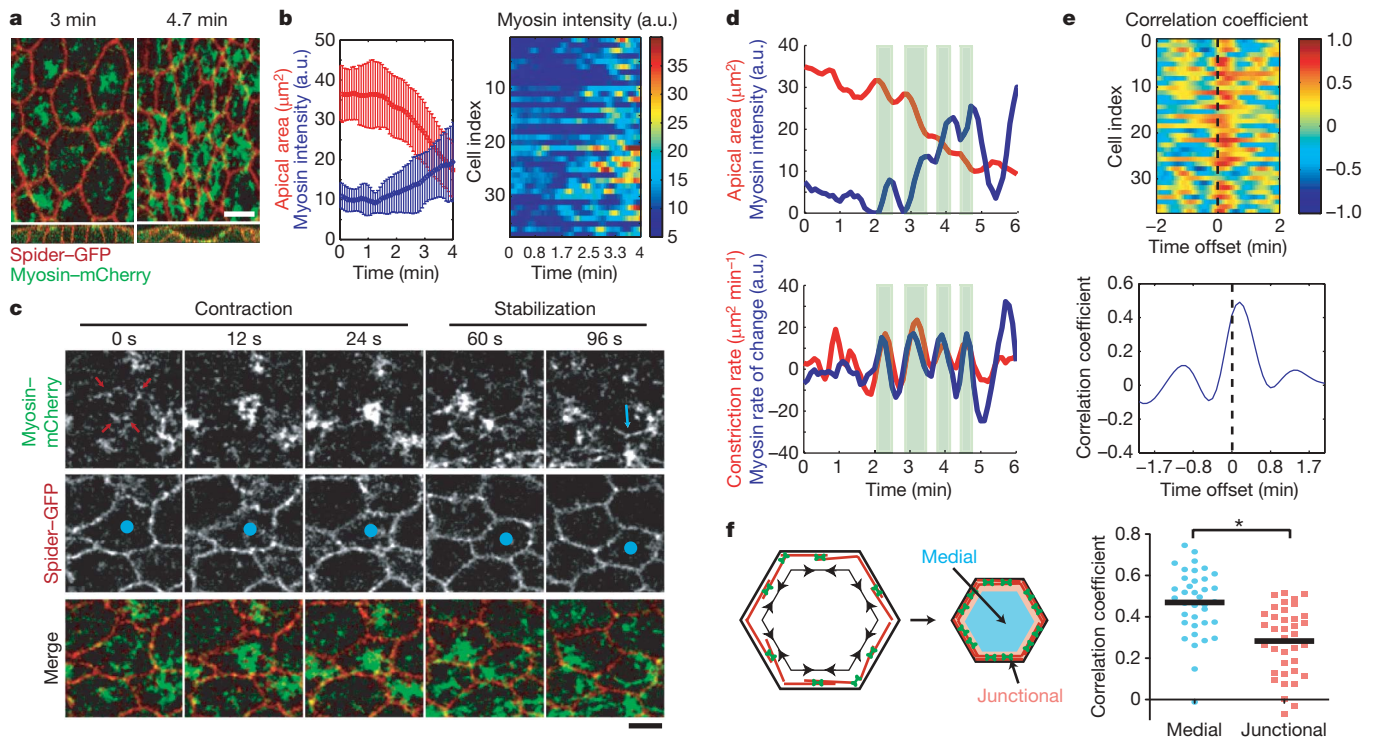 a
3 min 4.7 min
Spider–GFP
Myosin–mCherry
b
Apical area (μm²)
Myosin intensity (a.u.)
50
40
30
20
10
0
0 1 2 3 4
Time (min)
Myosin intensity (a.u.)
Cell index
10
20
30
0 0.8 1.7 2.5 3.3 4
Time (min)
35
30
25
20
15
10
5
c
Contraction Stabilization
0 s 12 s 24 s 60 s 96 s
Myosin–
mCherry
Spider–GFP
Merge
d
Apical area (μm²)
Myosin intensity (a.u.)
40
30
20
10
0
0 1 2 3 4 5 6
Constriction rate (μm² min⁻¹)
Myosin rate of change (a.u.)
40
20
0
−20
−40
0 1 2 3 4 5 6
Time (min)
e
Correlation coefficient
Cell index
0
10
20
30
−2 0 2
Time offset (min)
1.0
0.5
0
−0.5
−1.0
Correlation coefficient
0.6
0.4
0.2
0
−0.2
−0.4
−1.7 −0.8 0 0.8 1.7
Time offset (min)
f
Medial
Junctional
Correlation coefficient
0.8
0.6
0.4
0.2
0
*
Medial Junctional